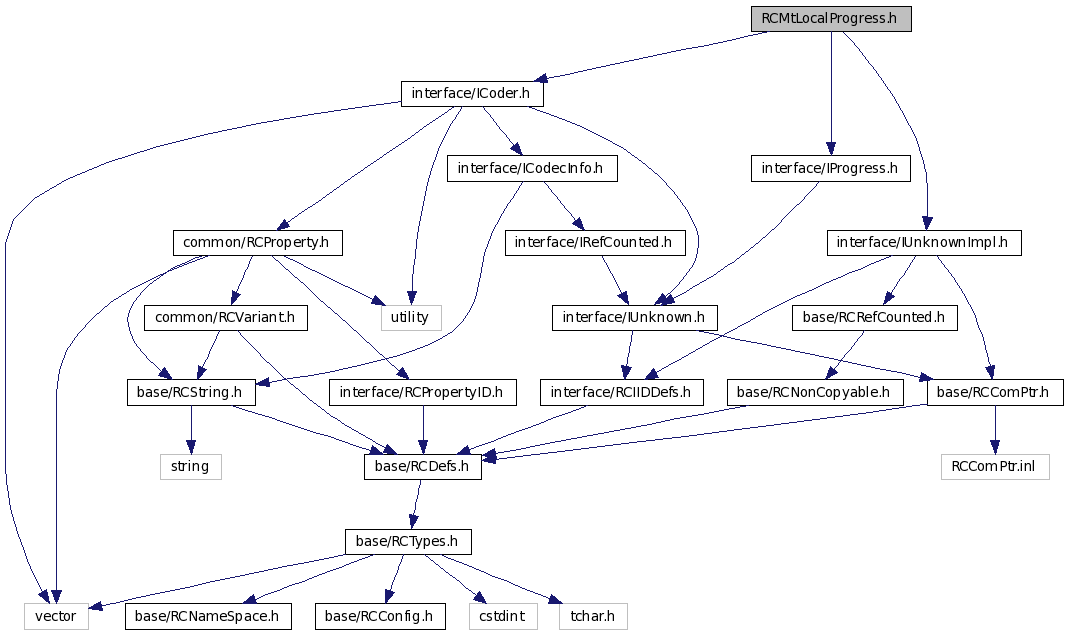 RCMtLocalProgress.h
interface/ICoder.h
interface/ICodecInfo.h
interface/IProgress.h
common/RCProperty.h
interface/IRefCounted.h
interface/IUnknownImpl.h
common/RCVariant.h
utility
interface/IUnknown.h
base/RCRefCounted.h
base/RCString.h
interface/RCPropertyID.h
interface/RCIIDDefs.h
base/RCNonCopyable.h
base/RCComPtr.h
string
base/RCDefs.h
RCComPtr.inl
base/RCTypes.h
vector
base/RCNameSpace.h
base/RCConfig.h
cstdint
tchar.h